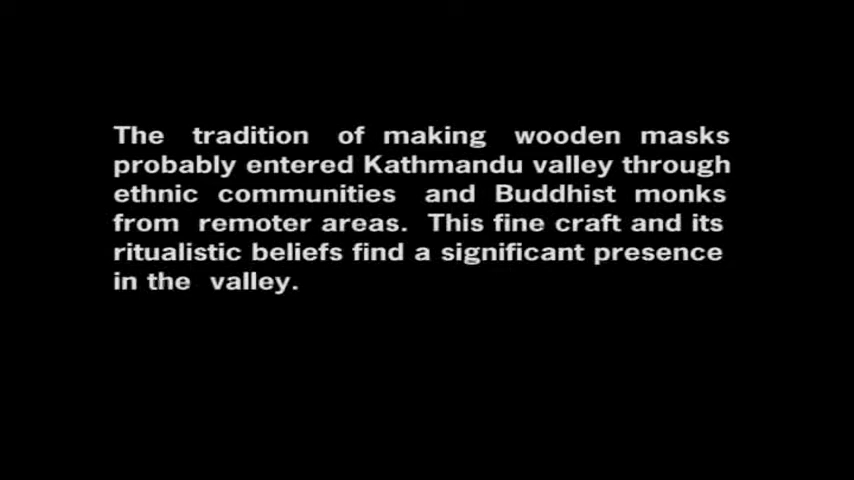 The tradition of making wooden masks
probably entered Kathmandu valley through
ethnic communities and Buddhist monks
from remoter areas. This fine craft and its
ritualistic beliefs find a significant presence
in the valley.